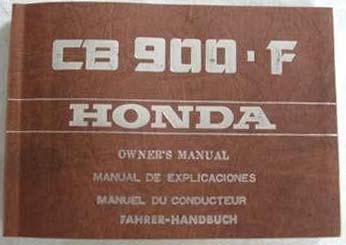 CB 900·F
HONDA
OWNER'S MANUAL
MANUAL DE EXPLICACIONES
MANUEL DU CONDUCTEUR
FAHRER-HANDBUCH